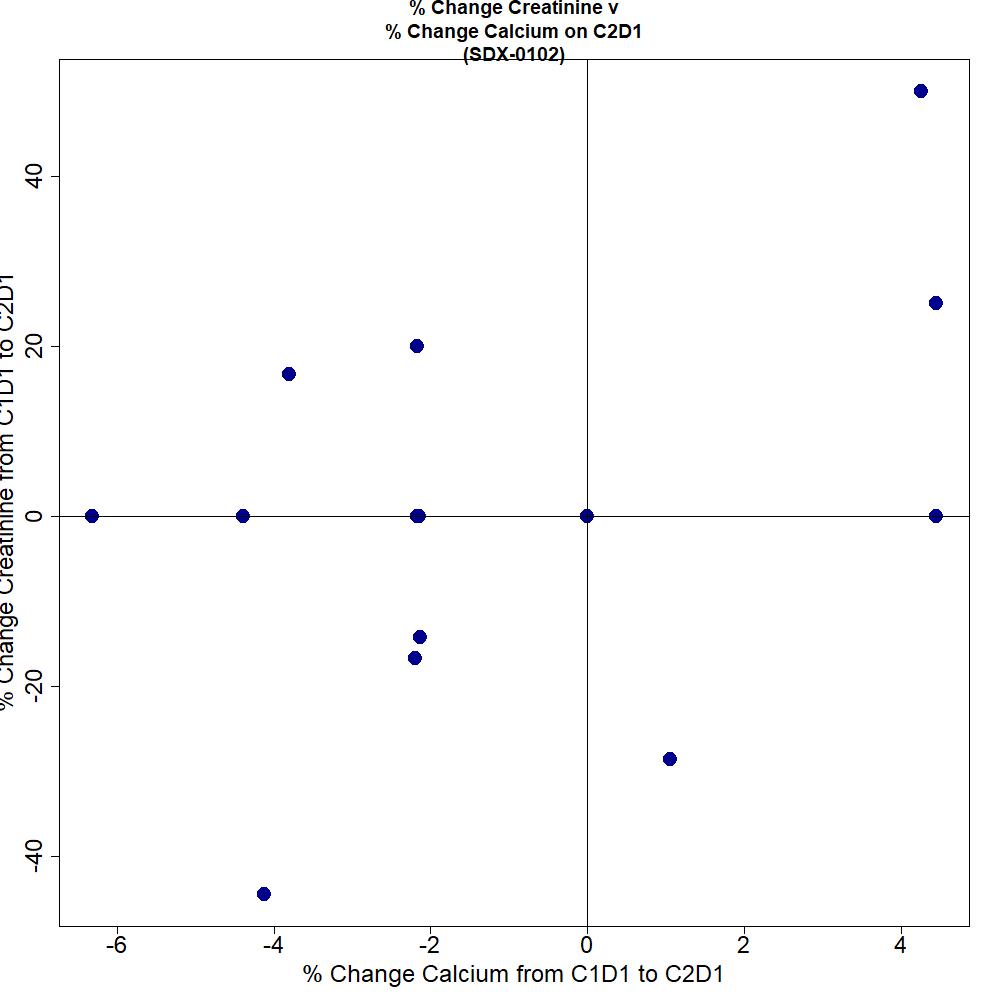 % Change Creatinine v
% Change Calcium on C2D1
(SDX-0102)
% Change Creatinine from C1D1 to C2D1
40
20
0
-20
-40
-6
-4
-2
0
2
4
% Change Calcium from C1D1 to C2D1